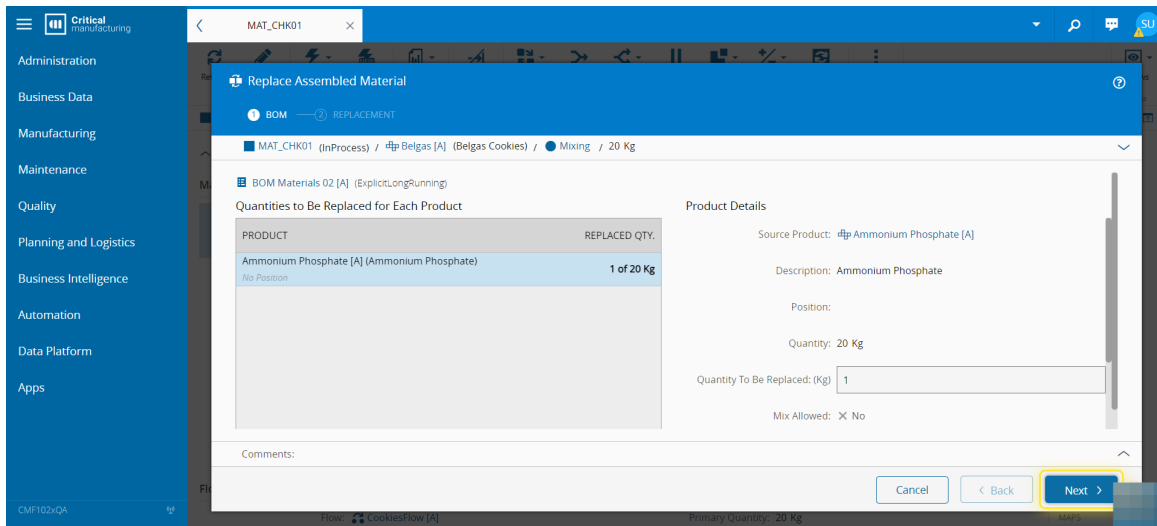 Critical
manufacturing
MAT_CHK01
SU
Administration
Business Data
Manufacturing
Maintenance
Quality
Planning and Logistics
Business Intelligence
Automation
Data Platform
Apps
CMF102xQA
Replace Assembled Material
1 BOM 2 REPLACEMENT
MAT_CHK01 (InProcess) / Belgas [A] (Belgas Cookies) / Mixing / 20 Kg
BOM Materials 02 [A] (ExplicitLongRunning)
Quantities to Be Replaced for Each Product
PRODUCT REPLACED QTY.
Ammonium Phosphate [A] (Ammonium Phosphate) 1 of 20 Kg
No Position
Product Details
Source Product: Ammonium Phosphate [A]
Description: Ammonium Phosphate
Position:
Quantity: 20 Kg
Quantity To Be Replaced: (Kg) 1
Mix Allowed: No
Comments:
Cancel < Back Next >
Flow: CookiesFlow [A] Primary Quantity: 20 Kg MAPS